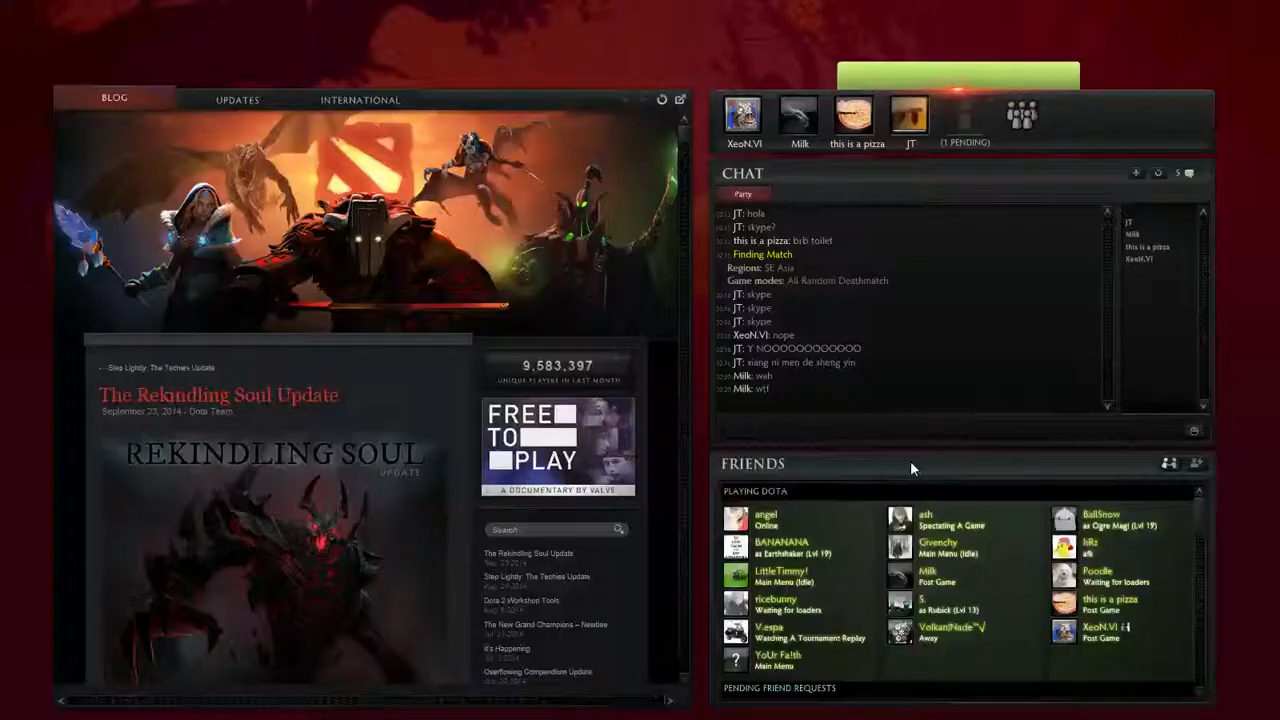 BLOG
UPDATES
INTERNATIONAL
← Step Lightly: The Techies Update
The Rekindling Soul Update
September 23, 2014 - Dota Team
REKINDLING SOUL
UPDATE
9,583,397
UNIQUE PLAYERS IN LAST MONTH
FREE
TO
PLAY
A DOCUMENTARY BY VALVE
Search
The Rekindling Soul Update
Step Lightly: The Techies Update
Dota 2 Workshop Tools
The New Grand Champions – Newbee
It's Happening
Overflowing Compendium Update
XeoN.VI
Milk
this is a pizza
JT
(1 PENDING)
CHAT
5
Party
JT: hola
JT: skype?
this is a pizza: brb toilet
Finding Match
Regions: SE Asia
Game modes: All Random Deathmatch
JT: skype
JT: skype
JT: skype
XeoN.VI: nope
JT: Y NOOOOOOOOOOOO
JT: xiang ni men de sheng yin
Milk: wah
Milk: wtf
JT
Milk
this is a pizza
XeoN.VI
FRIENDS
PLAYING DOTA
angel
Online
ash
Spectating A Game
BallSnow
as Ogre Magi (Lvl 19)
BANANANA
as Earthshaker (Lvl 19)
Givenchy
Main Menu (Idle)
afk
LittleTimmy!
Main Menu (Idle)
Milk
Post Game
Poodle
Waiting for loaders
ricebunny
Waiting for loaders
S.
as Rubick (Lvl 13)
this is a pizza
Post Game
V.espa
Watching A Tournament Replay
Volkan|Nade™√
Away
XeoN.VI
Post Game
YoUr Fa!th
Main Menu
PENDING FRIEND REQUESTS